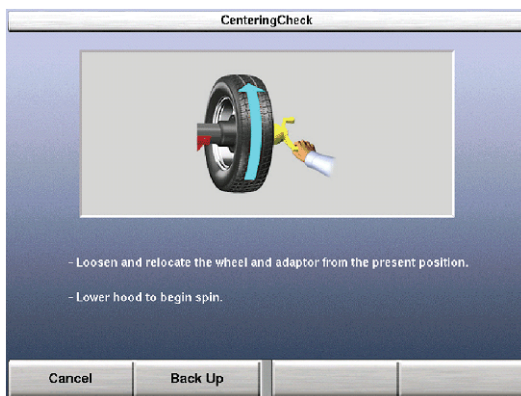 CenteringCheck
- Loosen and relocate the wheel and adaptor from the present position.
- Lower hood to begin spin.
Cancel
Back Up